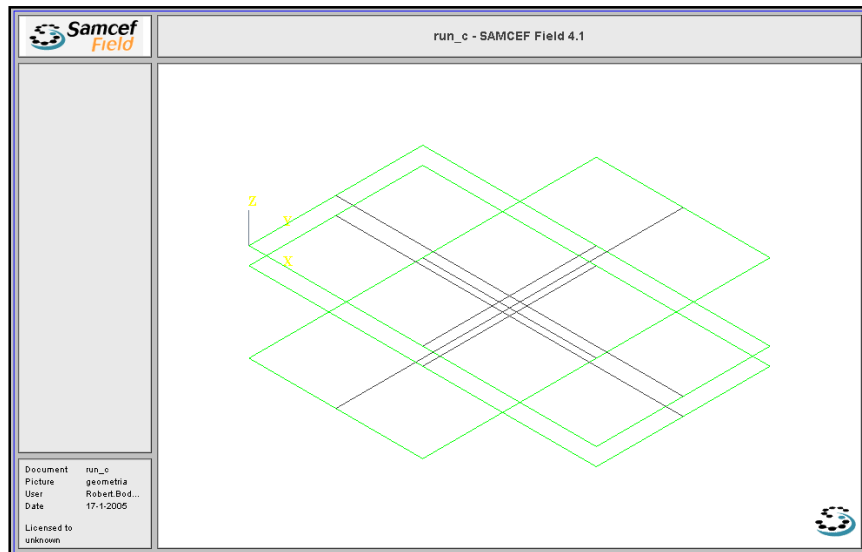 Samcef
Field
run_c - SAMCEF Field 4.1
Z
Y
X
Document run_c
Picture geometria
User Robert.Bod...
Date 17-1-2005
Licensed to
unknown